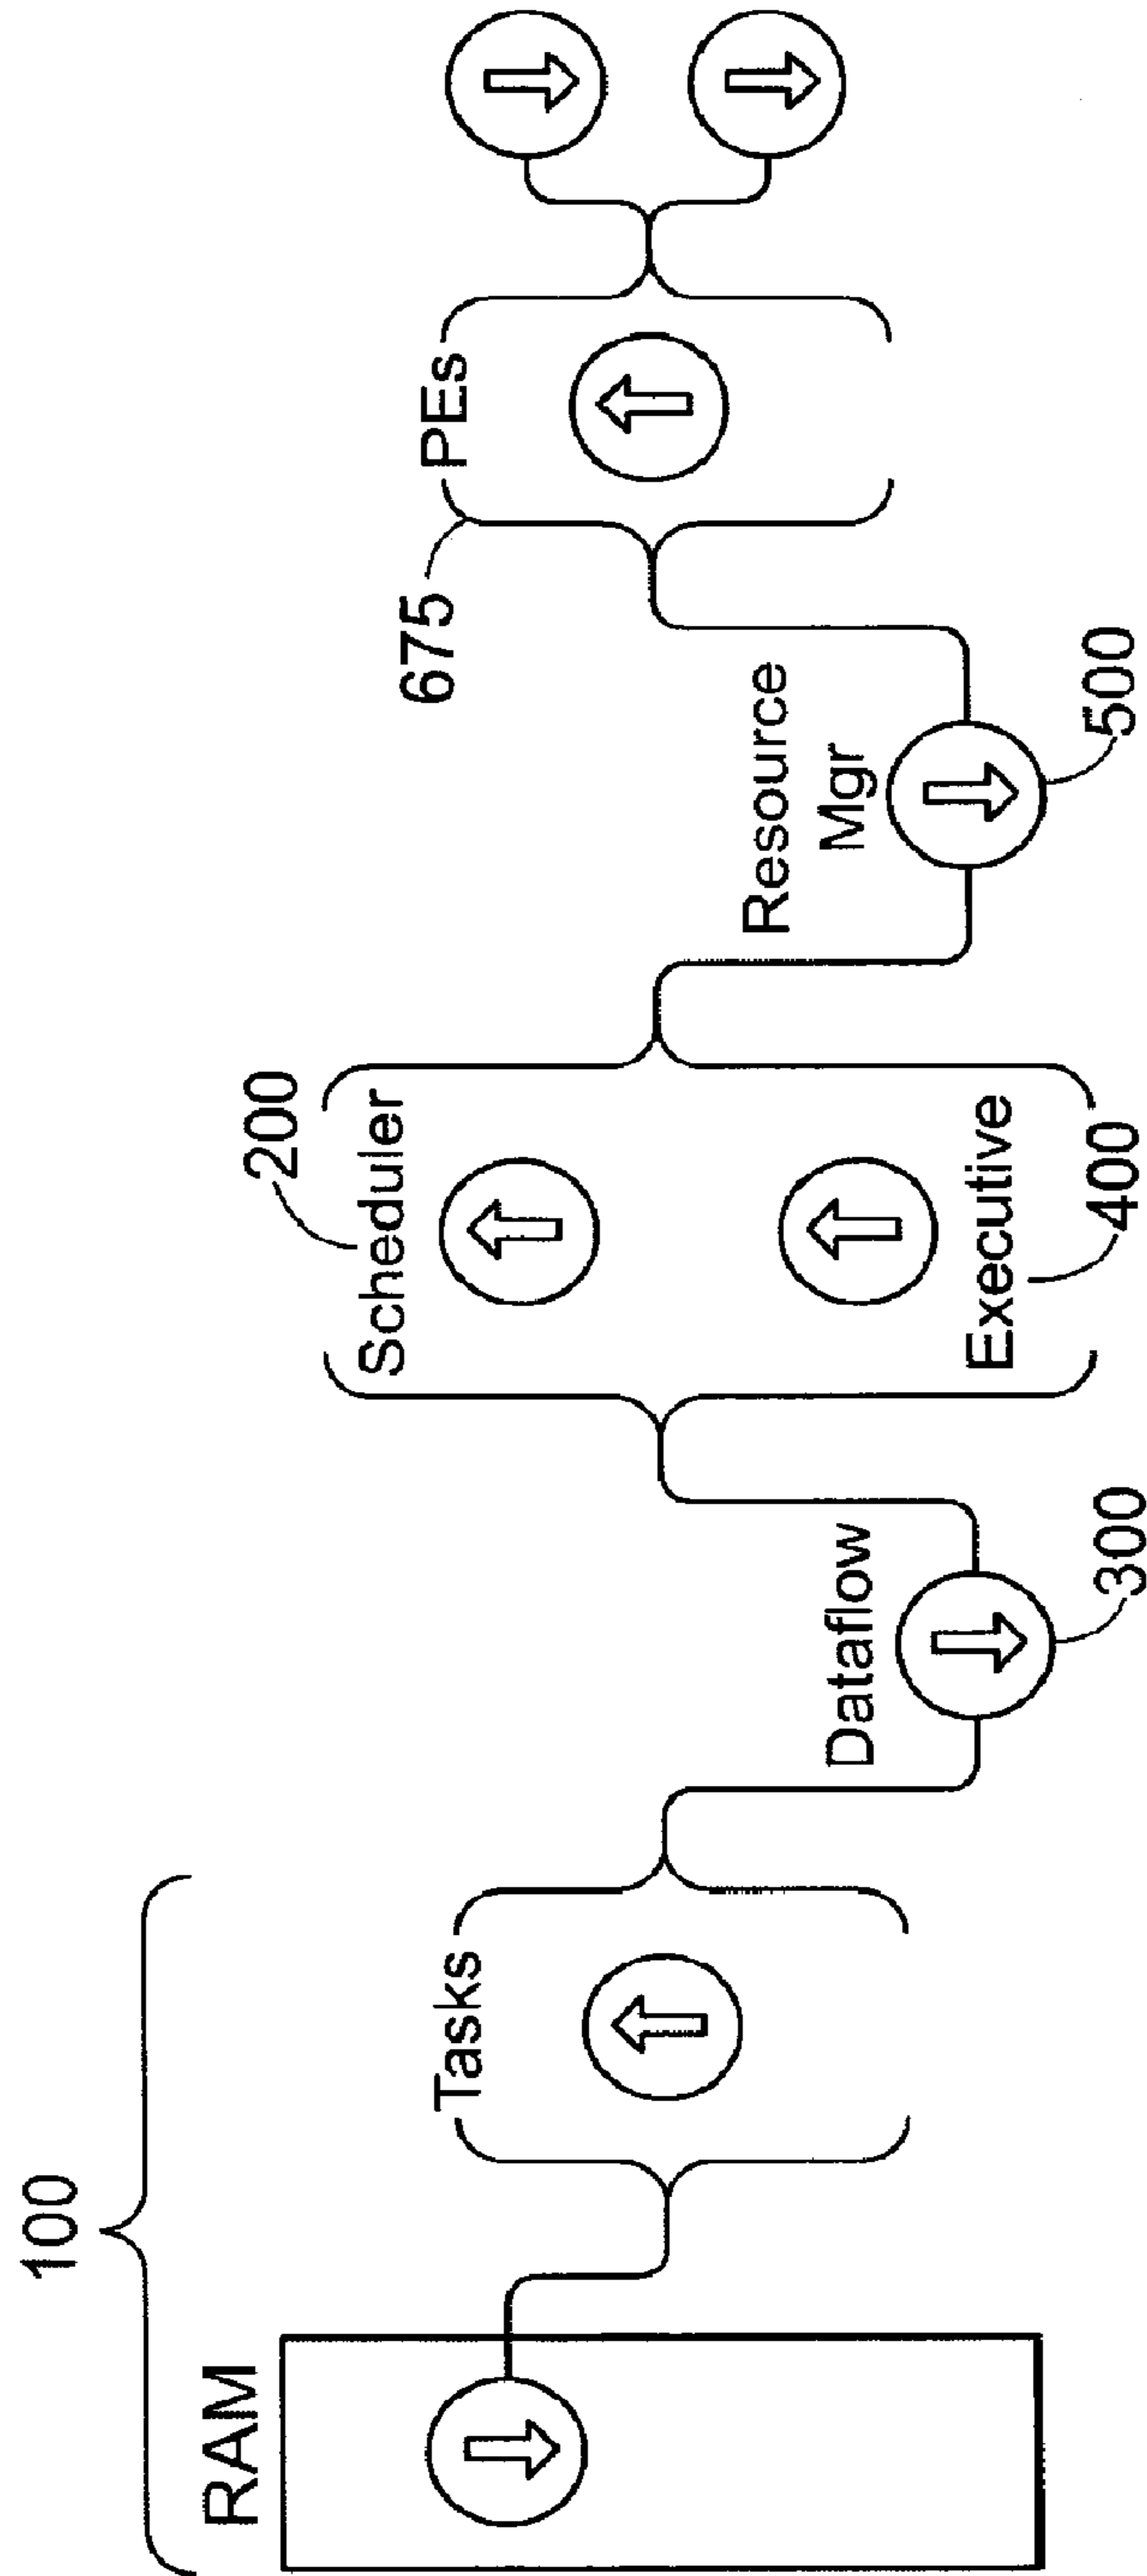 100
RAM
Tasks
Dataflow
300
200
Scheduler
Executive
400
Resource
Mgr
500
675
PEs